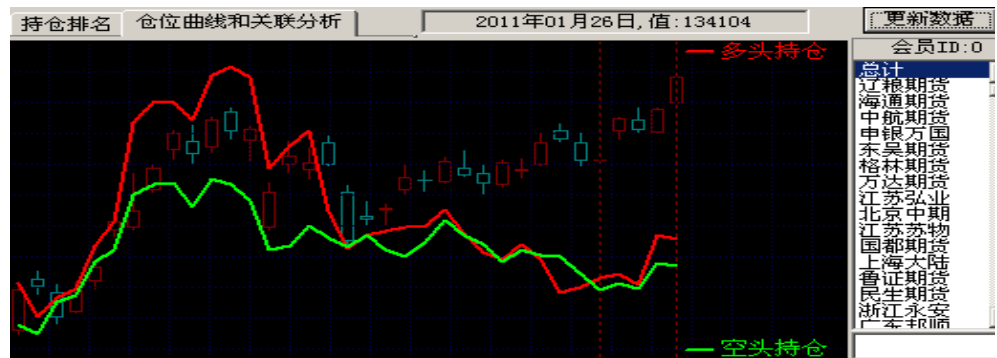 持仓排名 仓位曲线和关联分析 2011年01月26日,值:134104 更新数据
会员ID:0
多头持仓
总计
辽粮期货
海通期货
中航期货
申银万国
东吴期货
格林期货
万达期货
江苏弘业
北京中期
江苏苏物
国都期货
上海大陆
鲁证期货
民生期货
浙江永安
广东邦顺
空头持仓